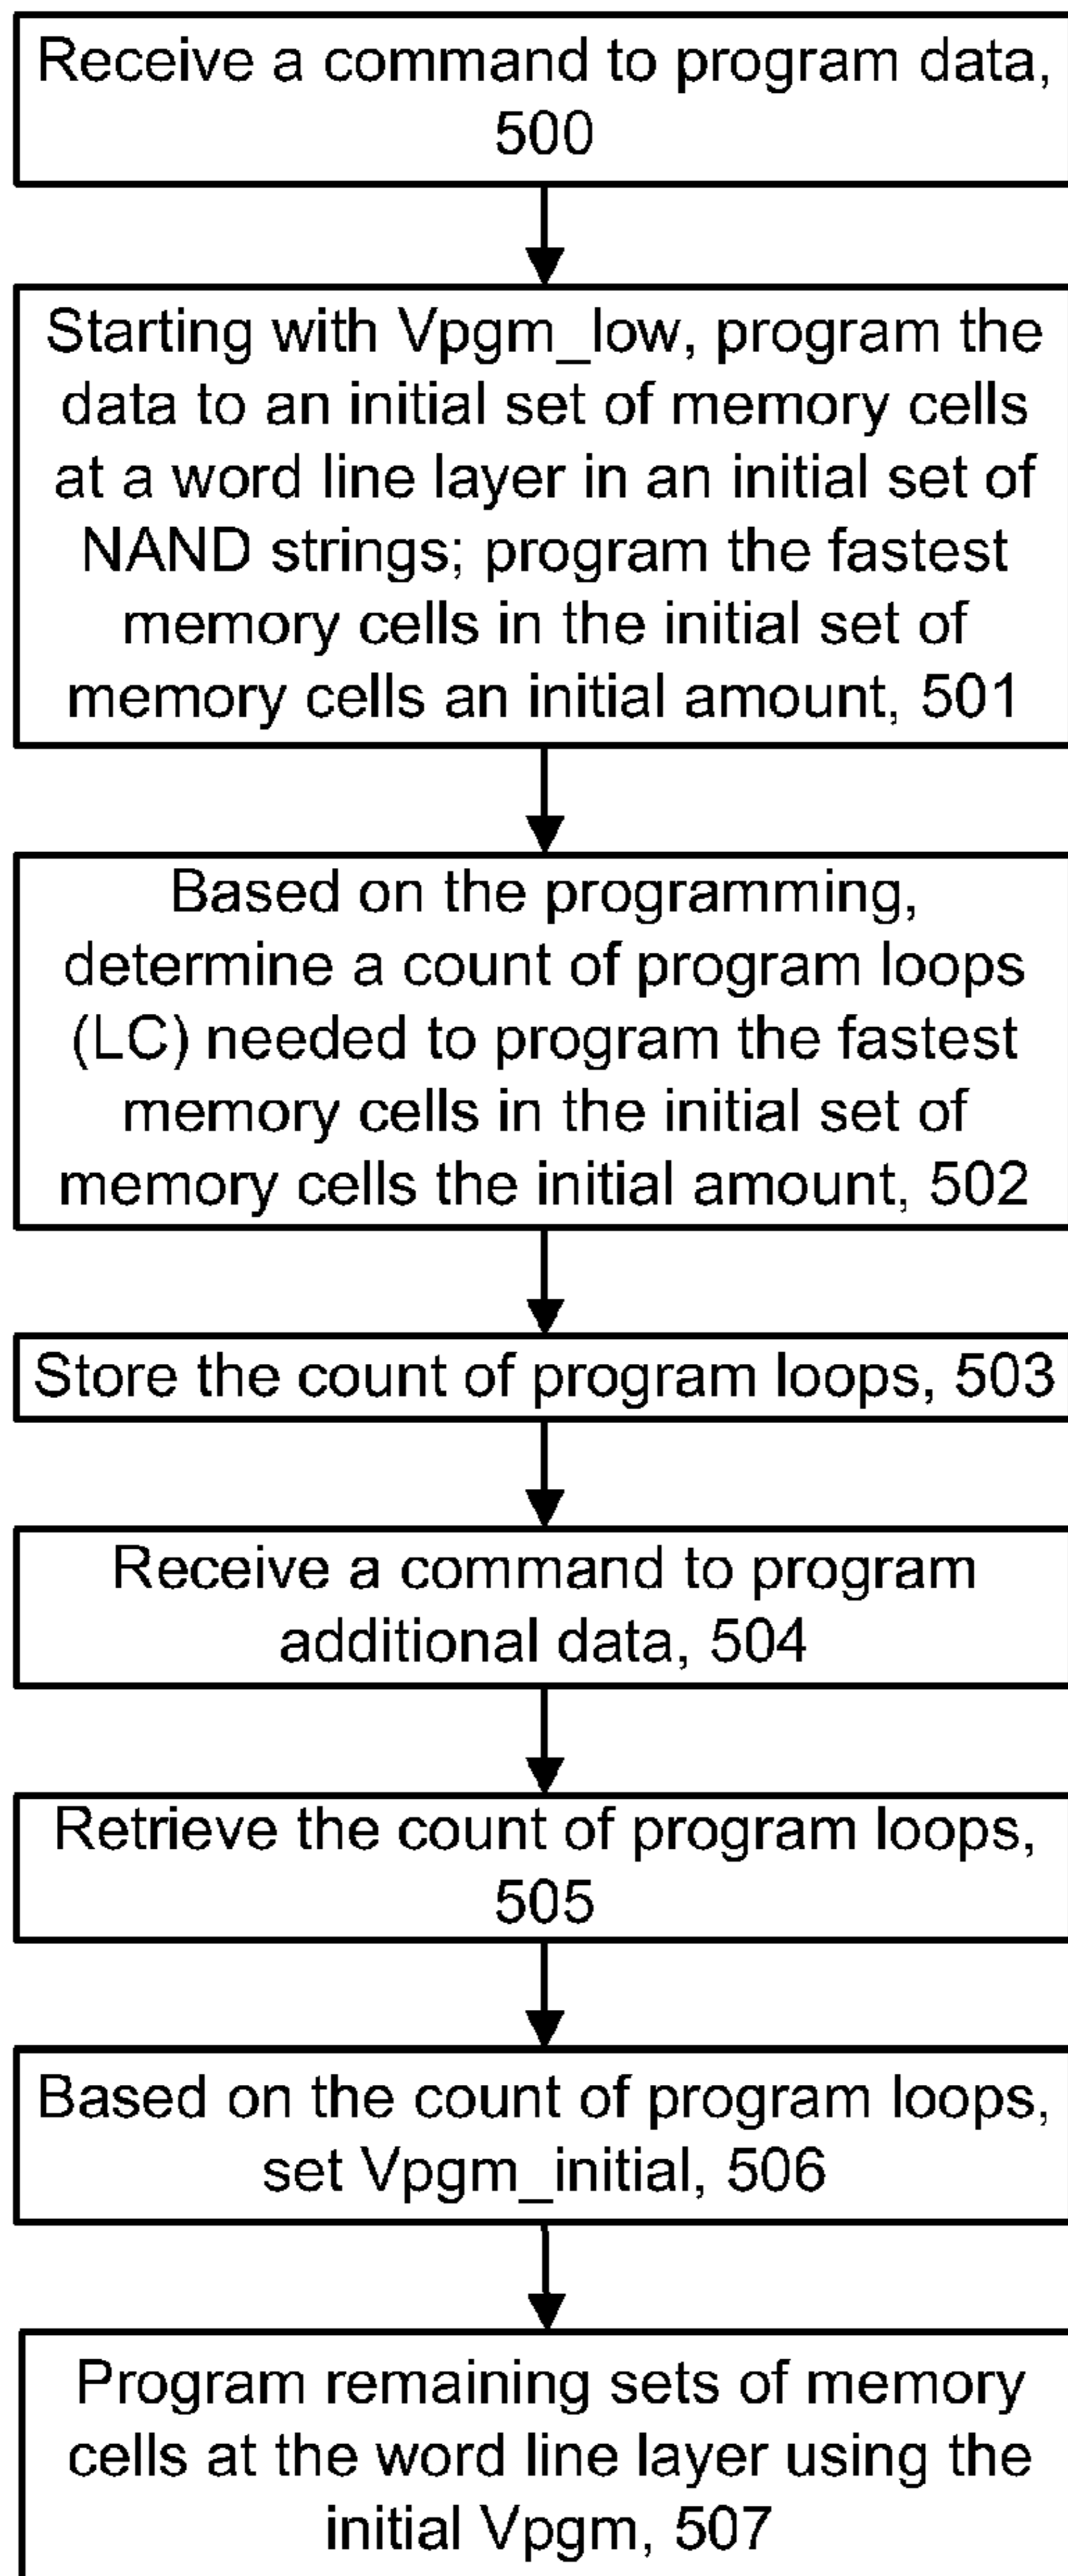 Receive a command to program data,
500
Starting with Vpgm_low, program the
data to an initial set of memory cells
at a word line layer in an initial set of
NAND strings; program the fastest
memory cells in the initial set of
memory cells an initial amount, 501
Based on the programming,
determine a count of program loops
(LC) needed to program the fastest
memory cells in the initial set of
memory cells the initial amount, 502
Store the count of program loops, 503
Receive a command to program
additional data, 504
Retrieve the count of program loops,
505
Based on the count of program loops,
set Vpgm_initial, 506
Program remaining sets of memory
cells at the word line layer using the
initial Vpgm, 507